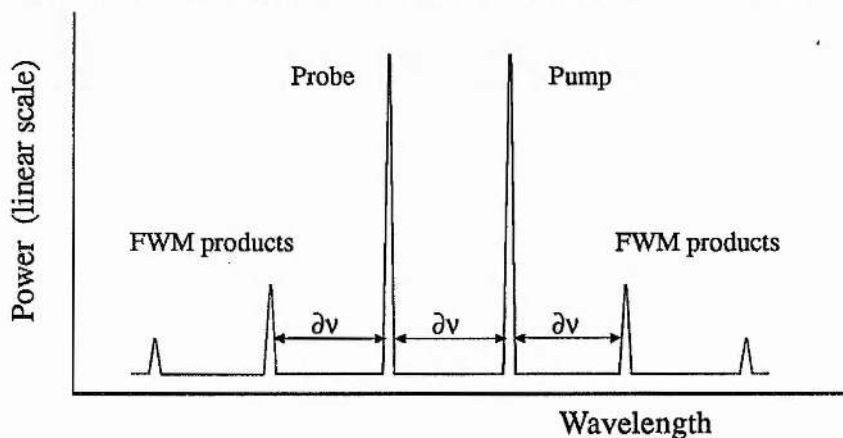 Probe
Pump
Power (linear scale)
FWM products
FWM products
∂ν
∂ν
∂ν
Wavelength